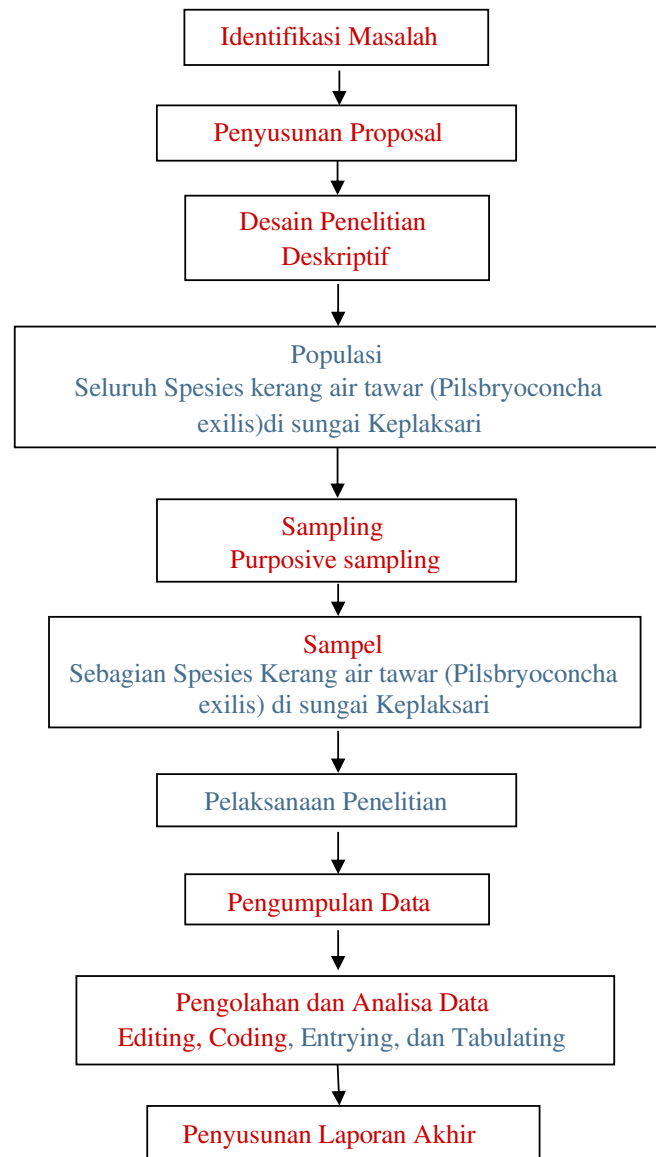 Identifikasi Masalah
Penyusunan Proposal
Desain Penelitian
Deskriptif
Populasi
Seluruh Spesies kerang air tawar (Pilsbryoconcha
exilis)di sungai Keplaksari
Sampling
Purposive sampling
Sampel
Sebagian Spesies Kerang air tawar (Pilsbryoconcha
exilis) di sungai Keplaksari
Pelaksanaan Penelitian
Pengumpulan Data
Pengolahan dan Analisa Data
Editing, Coding, Entrying, dan Tabulating
Penyusunan Laporan Akhir